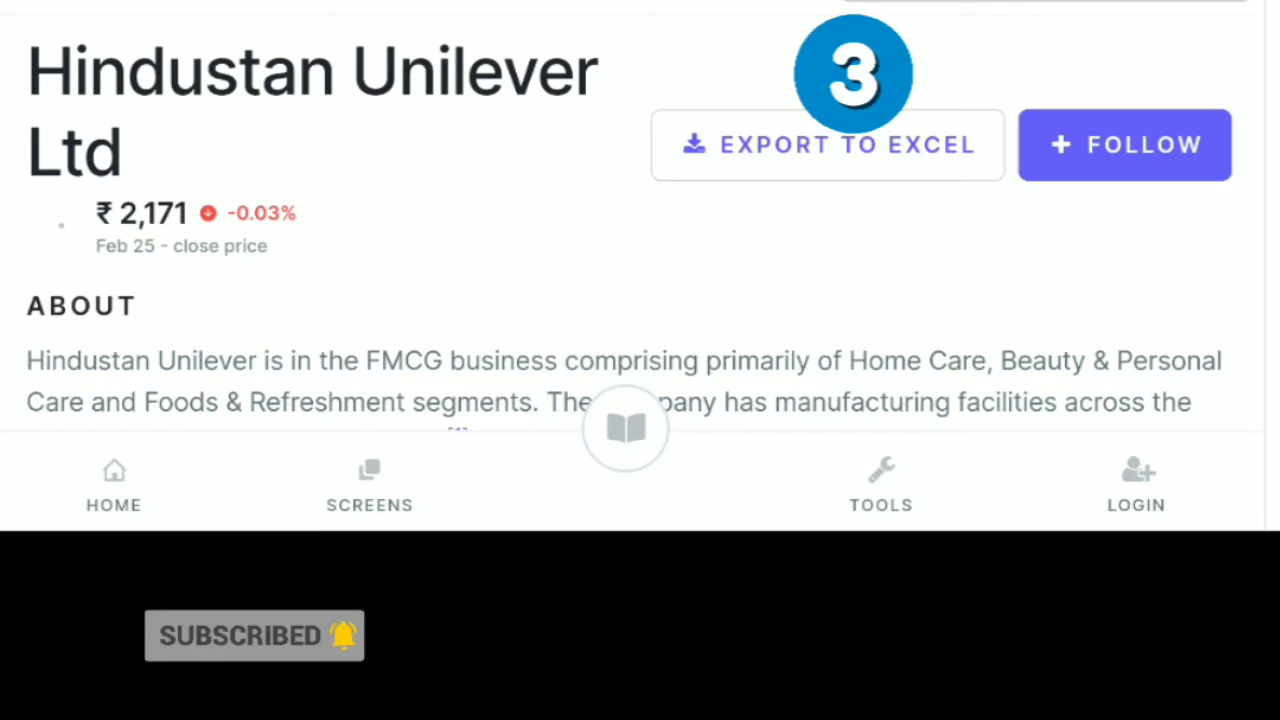 Hindustan Unilever
Ltd
3
EXPORT TO EXCEL
+ FOLLOW
₹ 2,171 -0.03%
Feb 25 - close price
ABOUT
Hindustan Unilever is in the FMCG business comprising primarily of Home Care, Beauty & Personal
Care and Foods & Refreshment segments. The pany has manufacturing facilities across the
HOME
SCREENS
TOOLS
LOGIN
SUBSCRIBED